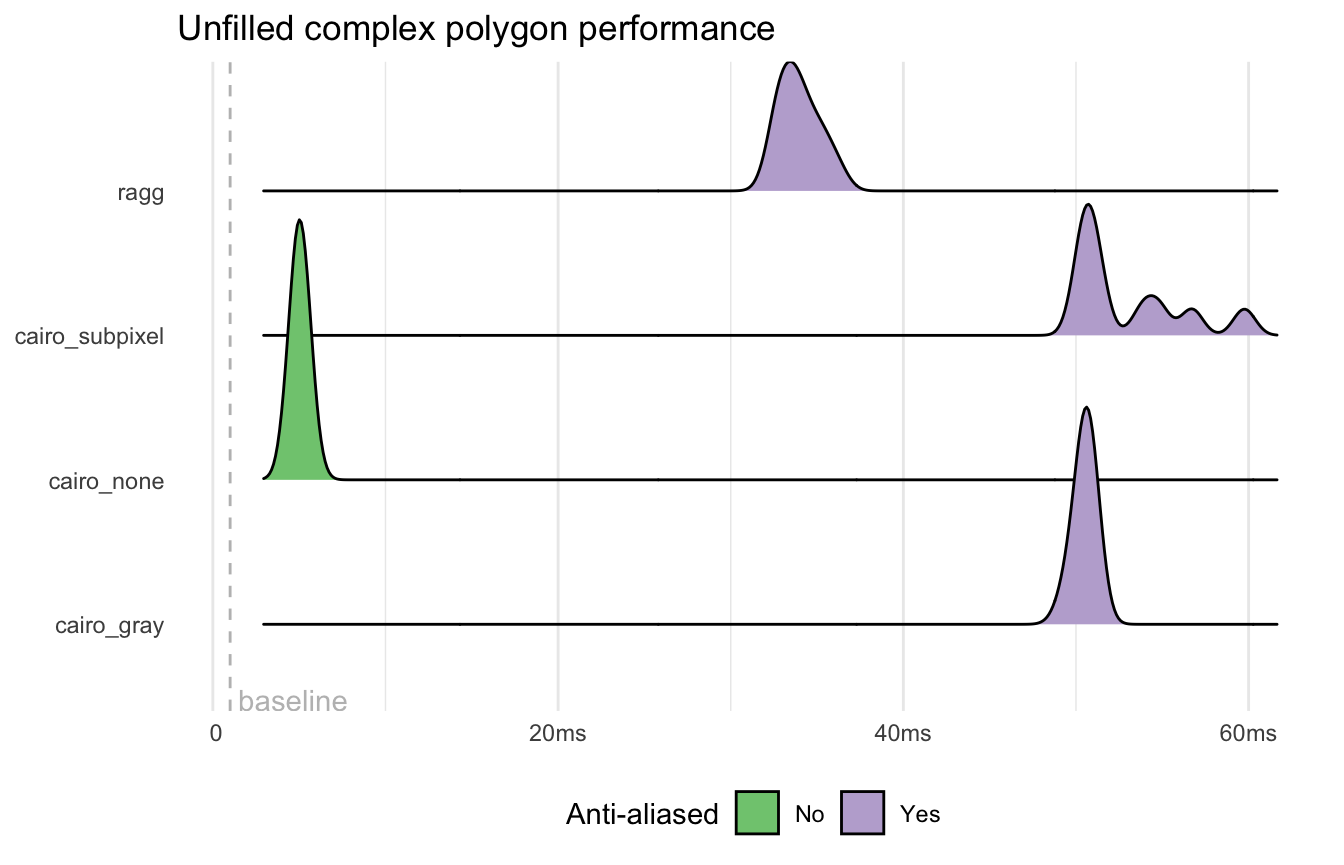 Unfilled complex polygon performance
ragg
cairo_subpixel
cairo_none
cairo_gray
baseline
0 20ms 40ms 60ms
Anti-aliased No Yes